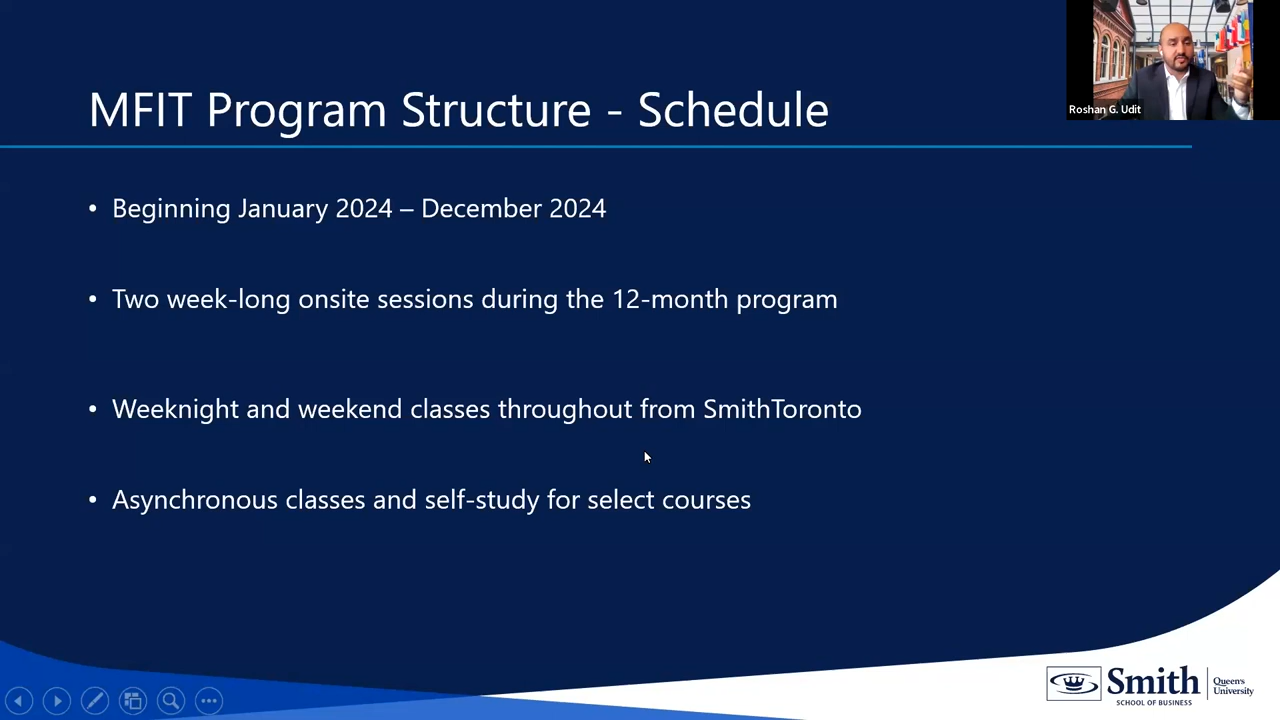 MFIT Program Structure - Schedule
Roshan G. Udit
• Beginning January 2024 – December 2024
• Two week-long onsite sessions during the 12-month program
• Weeknight and weekend classes throughout from SmithToronto
• Asynchronous classes and self-study for select courses
Smith
SCHOOL OF BUSINESS
Queen's
University